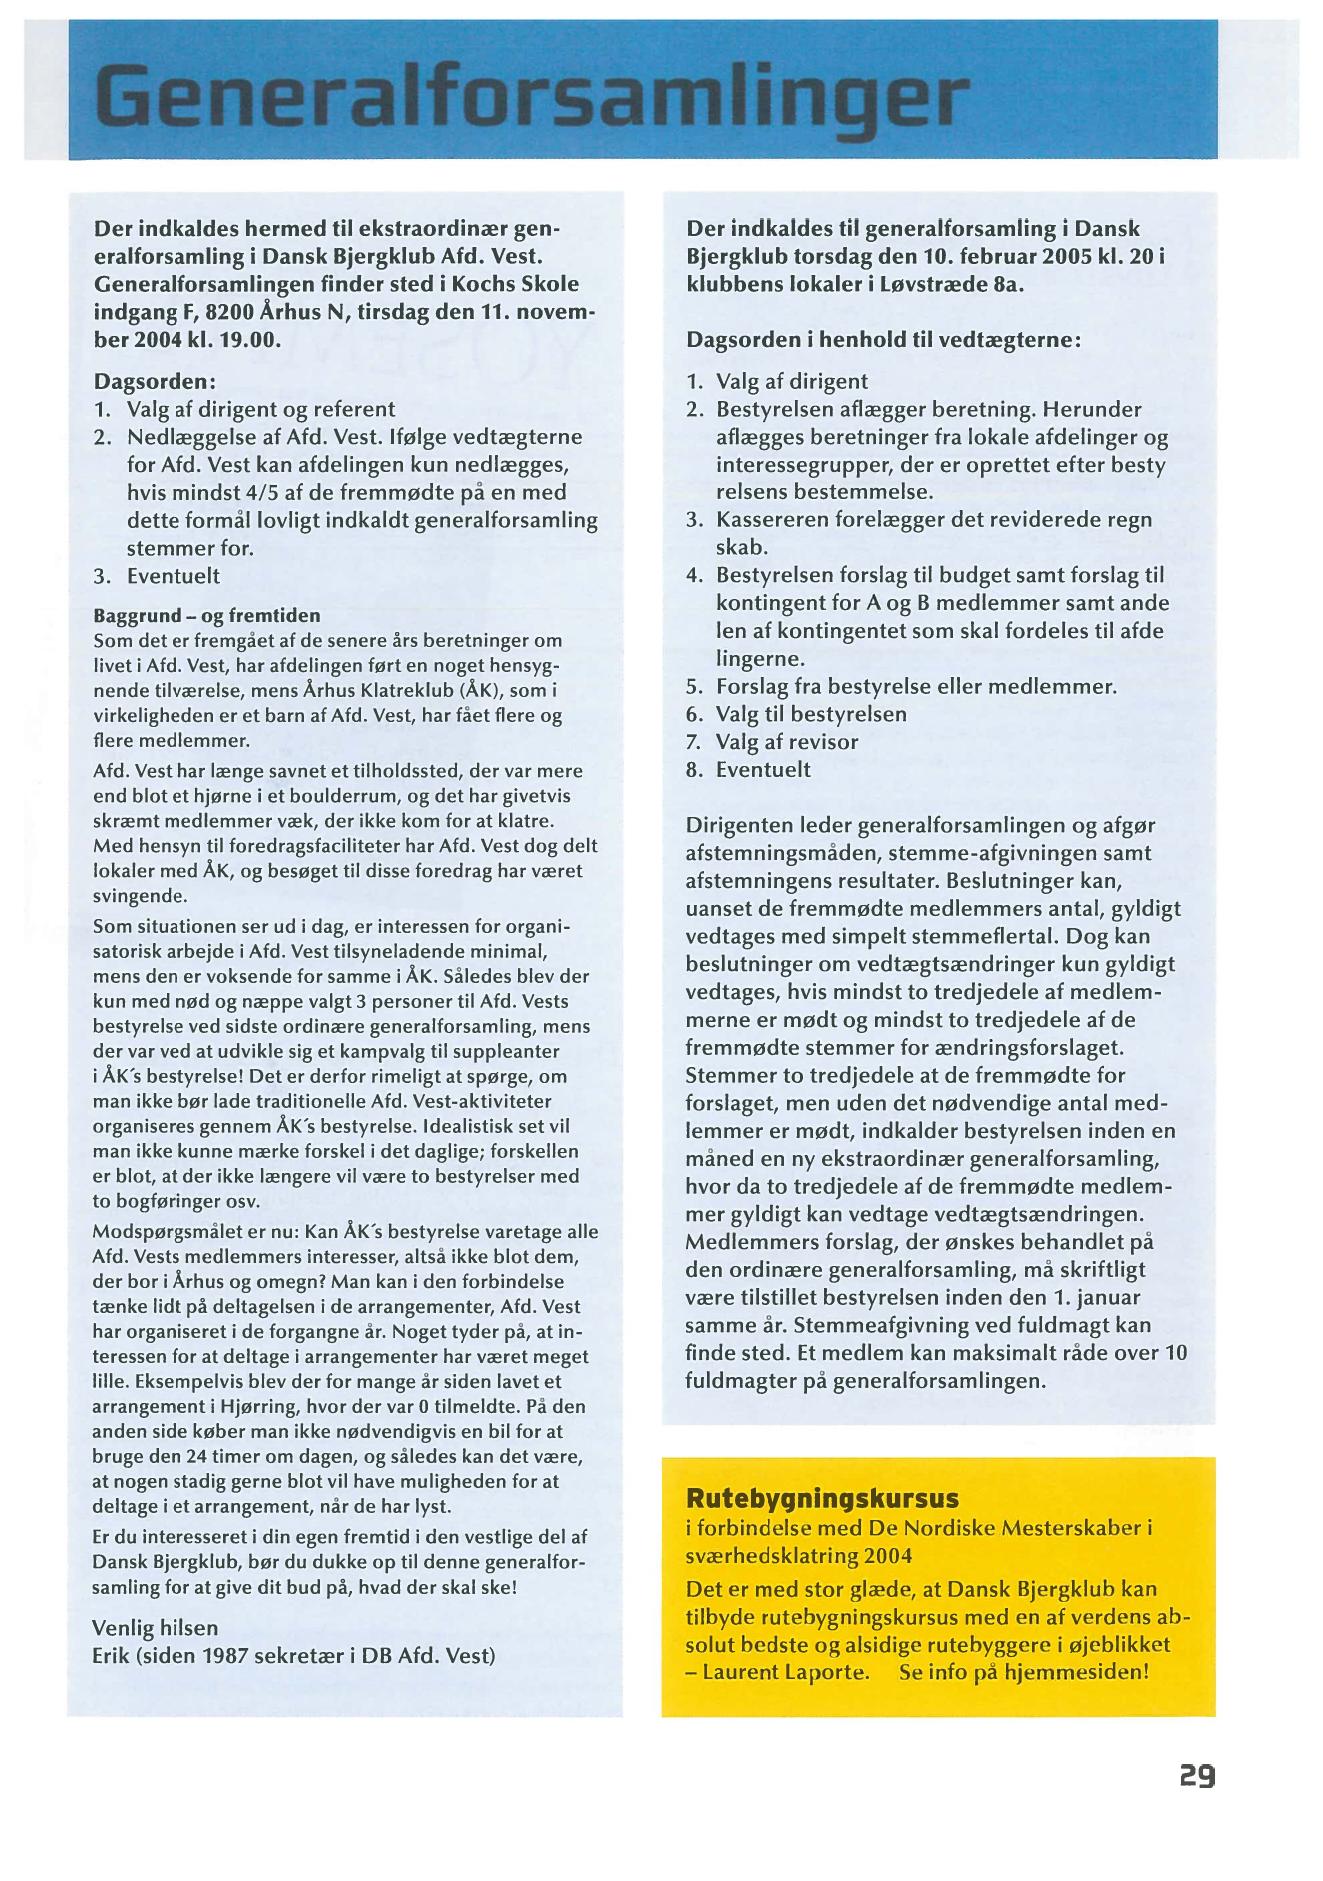 Generalforsamlinger
Der indkaldes hermed til ekstraordinær gen-
eralforsamling i Dansk Bjergklub Afd. Vest.
Generalforsamlingen finder sted i Kochs Skole
indgang F, 8200 Århus N, tirsdag den 11. novem-
ber 2004 kl. 19.00.
Dagsorden:
1. Valg af dirigent og referent
2. Nedlæggelse af Afd. Vest. Ifølge vedtægterne
for Afd. Vest kan afdelingen kun nedlægges,
hvis mindst 4/5 af de fremmødte på en med
dette formål lovligt indkaldt generalforsamling
stemmer for.
3. Eventuelt
Baggrund – og fremtiden
Som det er fremgået af de senere års beretninger om
livet i Afd. Vest, har afdelingen ført en noget hensyg-
nende tilværelse, mens Århus Klatreklub (ÅK), som i
virkeligheden er et barn af Afd. Vest, har fået flere og
flere medlemmer.
Afd. Vest har længe savnet et tilholdssted, der var mere
end blot et hjørne i et boulderrum, og det har givetvis
skræmt medlemmer væk, der ikke kom for at klatre.
Med hensyn til foredragsfaciliteter har Afd. Vest dog delt
lokaler med ÅK, og besøget til disse foredrag har været
svingende.
Som situationen ser ud i dag, er interessen for organi-
satorisk arbejde i Afd. Vest tilsyneladende minimal,
mens den er voksende for samme i ÅK. Således blev der
kun med nød og næppe valgt 3 personer til Afd. Vests
bestyrelse ved sidste ordinære generalforsamling, mens
der var ved at udvikle sig et kampvalg til suppleanter
i ÅK´s bestyrelse! Det er derfor rimeligt at spørge, om
man ikke bør lade traditionelle Afd. Vest-aktiviteter
organiseres gennem ÅK´s bestyrelse. Idealistisk set vil
man ikke kunne mærke forskel i det daglige; forskellen
er blot, at der ikke længere vil være to bestyrelser med
to bogføringer osv.
Modspørgsmålet er nu: Kan ÅK´s bestyrelse varetage alle
Afd. Vests medlemmers interesser, altså ikke blot dem,
der bor i Århus og omegn? Man kan i den forbindelse
tænke lidt på deltagelsen i de arrangementer, Afd. Vest
har organiseret i de forgangne år. Noget tyder på, at in-
teressen for at deltage i arrangementer har været meget
lille. Eksempelvis blev der for mange år siden lavet et
arrangement i Hjørring, hvor der var 0 tilmeldte. På den
anden side køber man ikke nødvendigvis en bil for at
bruge den 24 timer om dagen, og således kan det være,
at nogen stadig gerne blot vil have muligheden for at
deltage i et arrangement, når de har lyst.
Er du interesseret i din egen fremtid i den vestlige del af
Dansk Bjergklub, bør du dukke op til denne generalfor-
samling for at give dit bud på, hvad der skal ske!
Venlig hilsen
Erik (siden 1987 sekretær i DB Afd. Vest)
Der indkaldes til generalforsamling i Dansk
Bjergklub torsdag den 10. februar 2005 kl. 20 i
klubbens lokaler i Løvstræde 8a.
Dagsorden i henhold til vedtægterne:
1. Valg af dirigent
2. Bestyrelsen aflægger beretning. Herunder
aflægges beretninger fra lokale afdelinger og
interessegrupper, der er oprettet efter besty
relsens bestemmelse.
3. Kassereren forelægger det reviderede regn
skab.
4. Bestyrelsen forslag til budget samt forslag til
kontingent for A og B medlemmer samt ande
len af kontingentet som skal fordeles til afde
lingerne.
5. Forslag fra bestyrelse eller medlemmer.
6. Valg til bestyrelsen
7. Valg af revisor
8. Eventuelt
Dirigenten leder generalforsamlingen og afgør
afstemningsmåden, stemme-afgivningen samt
afstemningens resultater. Beslutninger kan,
uanset de fremmødte medlemmers antal, gyldigt
vedtages med simpelt stemmeflertal. Dog kan
beslutninger om vedtægtsændringer kun gyldigt
vedtages, hvis mindst to tredjedele af medlem-
merne er mødt og mindst to tredjedele af de
fremmødte stemmer for ændringsforslaget.
Stemmer to tredjedele at de fremmødte for
forslaget, men uden det nødvendige antal med-
lemmer er mødt, indkalder bestyrelsen inden en
måned en ny ekstraordinær generalforsamling,
hvor da to tredjedele af de fremmødte medlem-
mer gyldigt kan vedtage vedtægtsændringen.
Medlemmers forslag, der ønskes behandlet på
den ordinære generalforsamling, må skriftligt
være tilstillet bestyrelsen inden den 1. januar
samme år. Stemmeafgivning ved fuldmagt kan
finde sted. Et medlem kan maksimalt råde over 10
fuldmagter på generalforsamlingen.
Rutebygningskursus
i forbindelse med De Nordiske Mesterskaber i
sværhedsklatring 2004
Det er med stor glæde, at Dansk Bjergklub kan
tilbyde rutebygningskursus med en af verdens ab-
solut bedste og alsidige rutebyggere i øjeblikket
– Laurent Laporte. Se info på hjemmesiden!
29